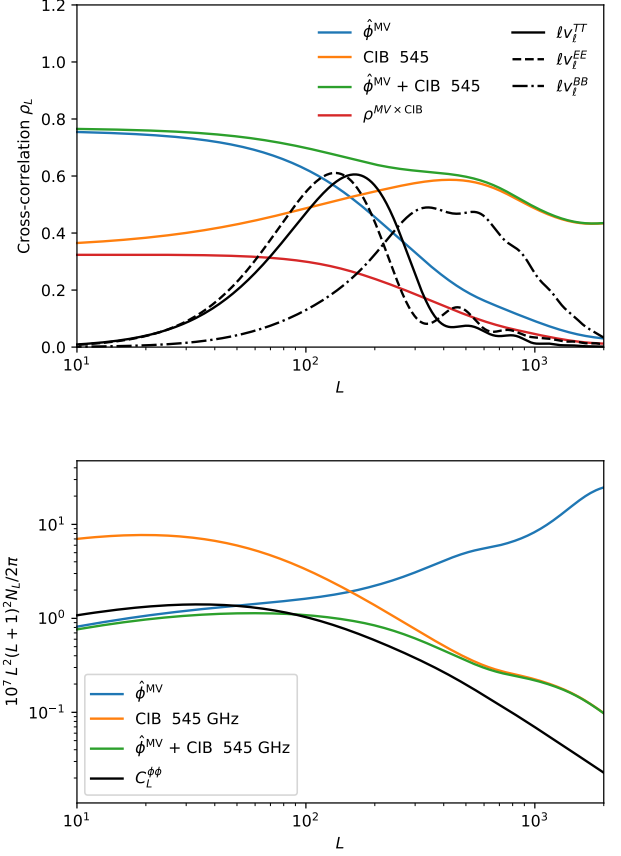 1.2
1.0
0.8
0.6
0.4
0.2
0.0
Cross-correlation ρ_L
ϕ̂^MV
CIB 545
ϕ̂^MV + CIB 545
ρ^{MV × CIB}
ℓv_ℓ^{TT}
ℓv_ℓ^{EE}
ℓv_ℓ^{BB}
10^1
10^2
10^3
L
10^1
10^0
10^{−1}
10^7 L^2(L + 1)^2N_L/2π
ϕ̂^MV
CIB 545 GHz
ϕ̂^MV + CIB 545 GHz
C_L^{ϕϕ}
10^1
10^2
10^3
L